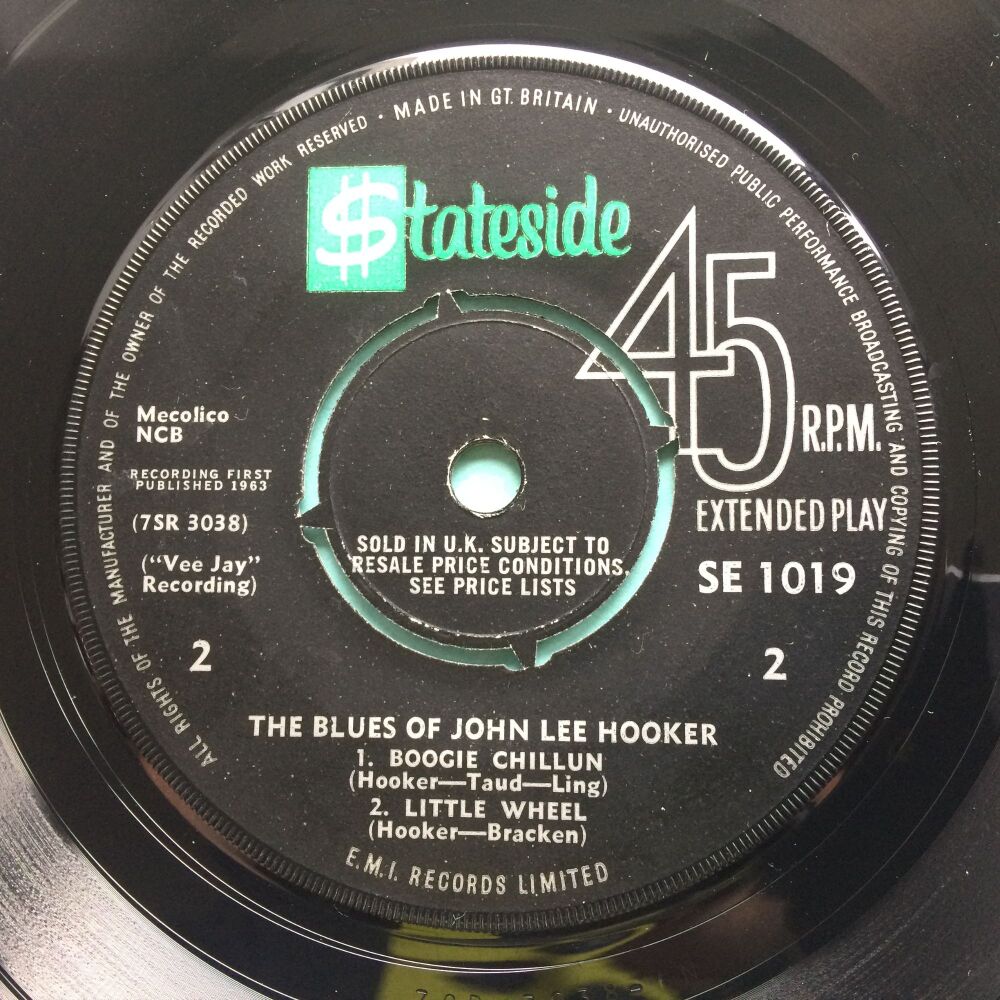 ALL RIGHTS OF THE MANUFACTURER AND OF THE OWNER OF THE RECORDED WORK RESERVED · MADE IN GT. BRITAIN · UNAUTHORISED PUBLIC PERFORMANCE BROADCASTING AND COPYING OF THIS RECORD PROHIBITED
$tateside
45 R.P.M.
EXTENDED PLAY
Mecolico
NCB
RECORDING FIRST
PUBLISHED 1963
(7SR 3038)
("Vee Jay"
Recording)
SOLD IN U.K. SUBJECT TO
RESALE PRICE CONDITIONS,
SEE PRICE LISTS
SE 1019
2
2
THE BLUES OF JOHN LEE HOOKER
1. BOOGIE CHILLUN
(Hooker—Taud—Ling)
2. LITTLE WHEEL
(Hooker—Bracken)
E.M.I. RECORDS LIMITED